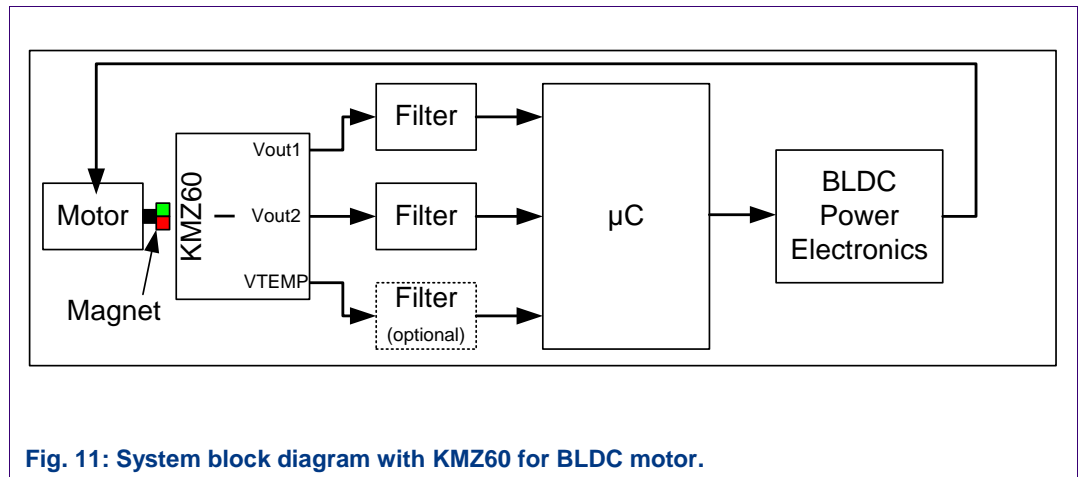 Filter
Vout1
Motor
KMZ60
Vout2
Filter
µC
BLDC
Power
Electronics
VTEMP
Filter
(optional)
Magnet
Fig. 11: System block diagram with KMZ60 for BLDC motor.